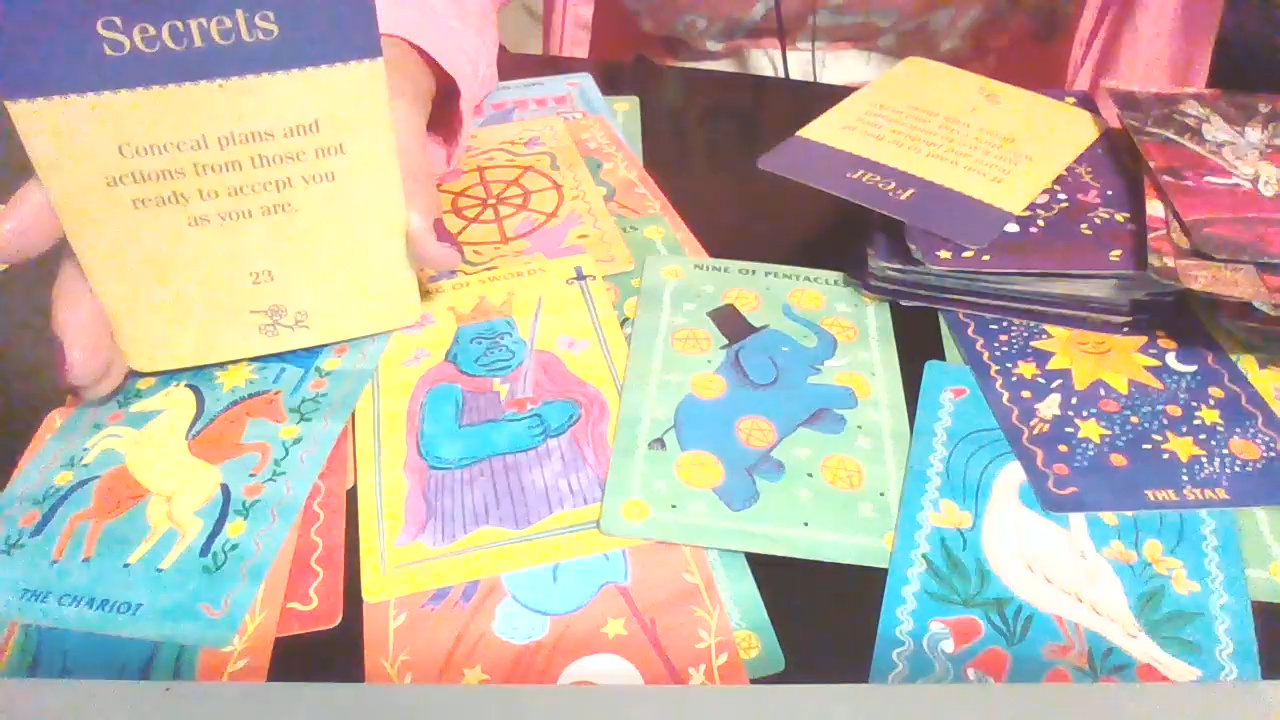 Secrets
Conceal plans and
actions from those not
ready to accept you
as you are.
23
Fear
OF SWORDS
NINE OF PENTACLES
THE CHARIOT
THE STAR